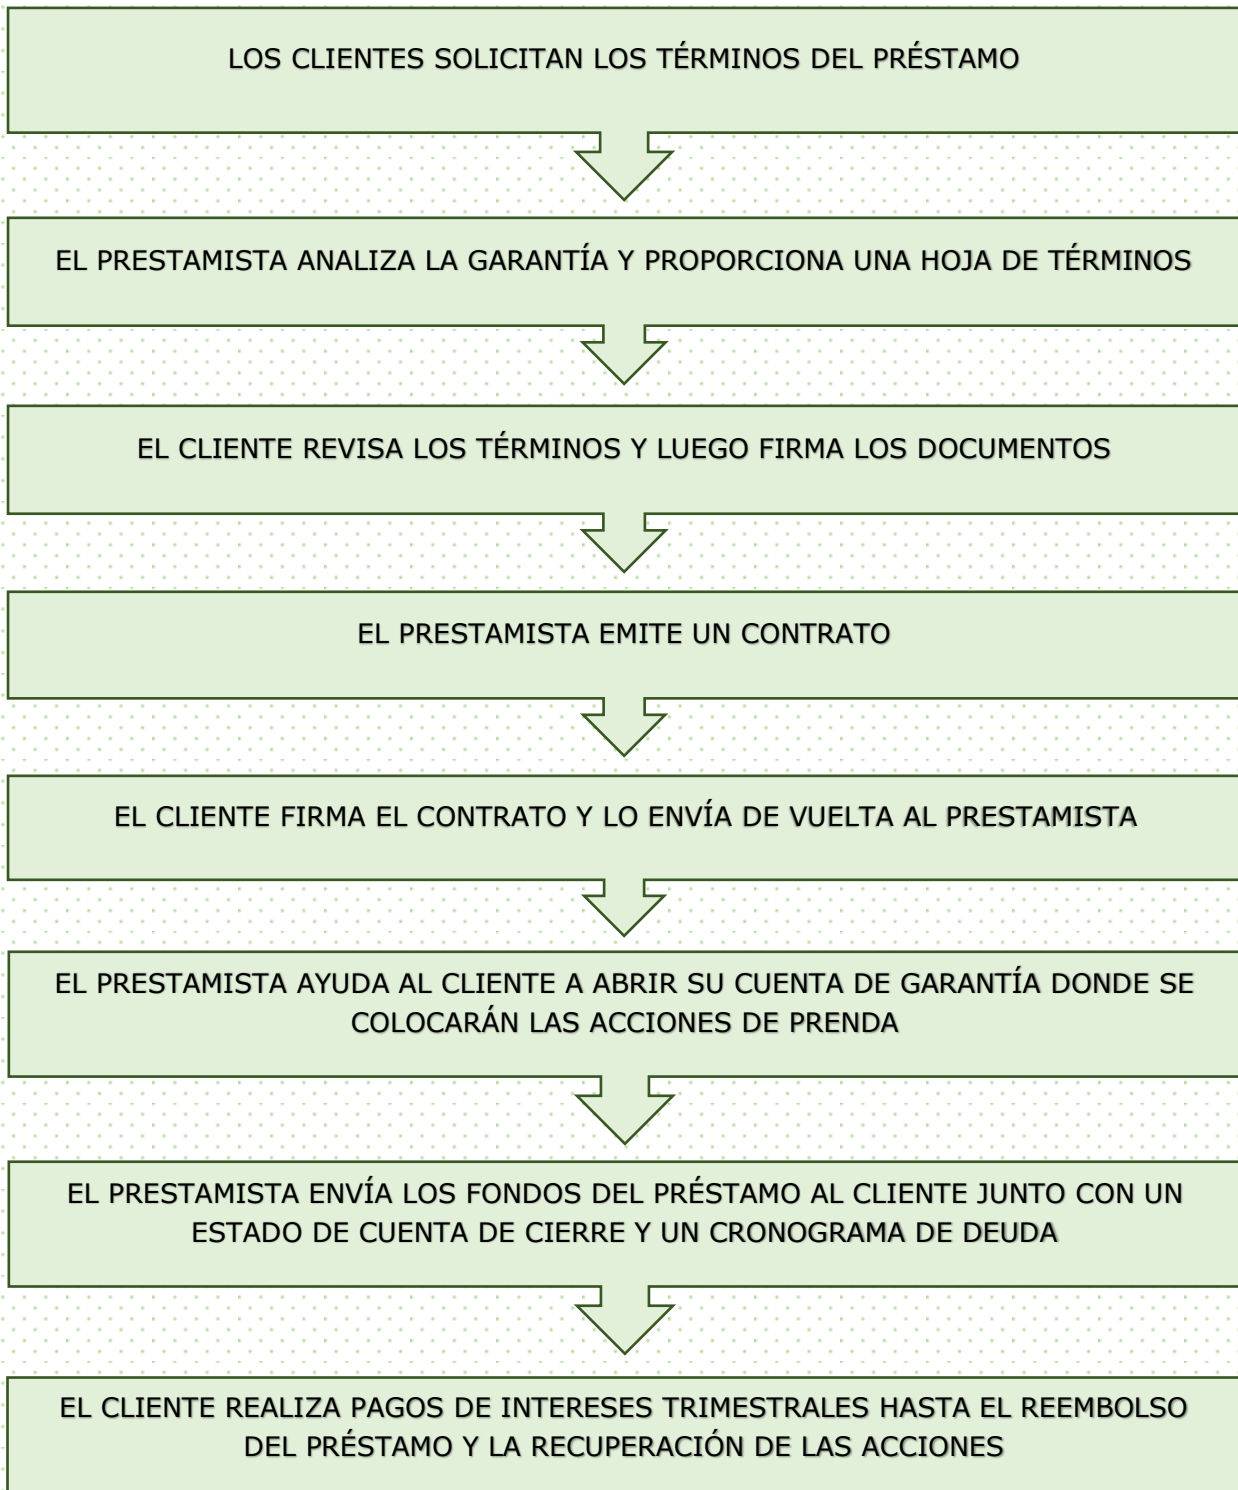 LOS CLIENTES SOLICITAN LOS TÉRMINOS DEL PRÉSTAMO
EL PRESTAMISTA ANALIZA LA GARANTÍA Y PROPORCIONA UNA HOJA DE TÉRMINOS
EL CLIENTE REVISA LOS TÉRMINOS Y LUEGO FIRMA LOS DOCUMENTOS
EL PRESTAMISTA EMITE UN CONTRATO
EL CLIENTE FIRMA EL CONTRATO Y LO ENVÍA DE VUELTA AL PRESTAMISTA
EL PRESTAMISTA AYUDA AL CLIENTE A ABRIR SU CUENTA DE GARANTÍA DONDE SE
COLOCARÁN LAS ACCIONES DE PRENDA
EL PRESTAMISTA ENVÍA LOS FONDOS DEL PRÉSTAMO AL CLIENTE JUNTO CON UN
ESTADO DE CUENTA DE CIERRE Y UN CRONOGRAMA DE DEUDA
EL CLIENTE REALIZA PAGOS DE INTERESES TRIMESTRALES HASTA EL REEMBOLSO
DEL PRÉSTAMO Y LA RECUPERACIÓN DE LAS ACCIONES